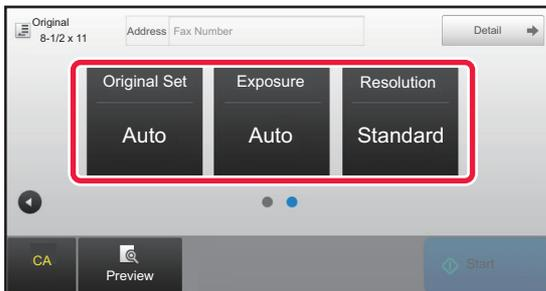 Original
8-1/2 x 11
Address Fax Number
Detail
Original Set Exposure Resolution
Auto Auto Standard
CA
Preview
Start